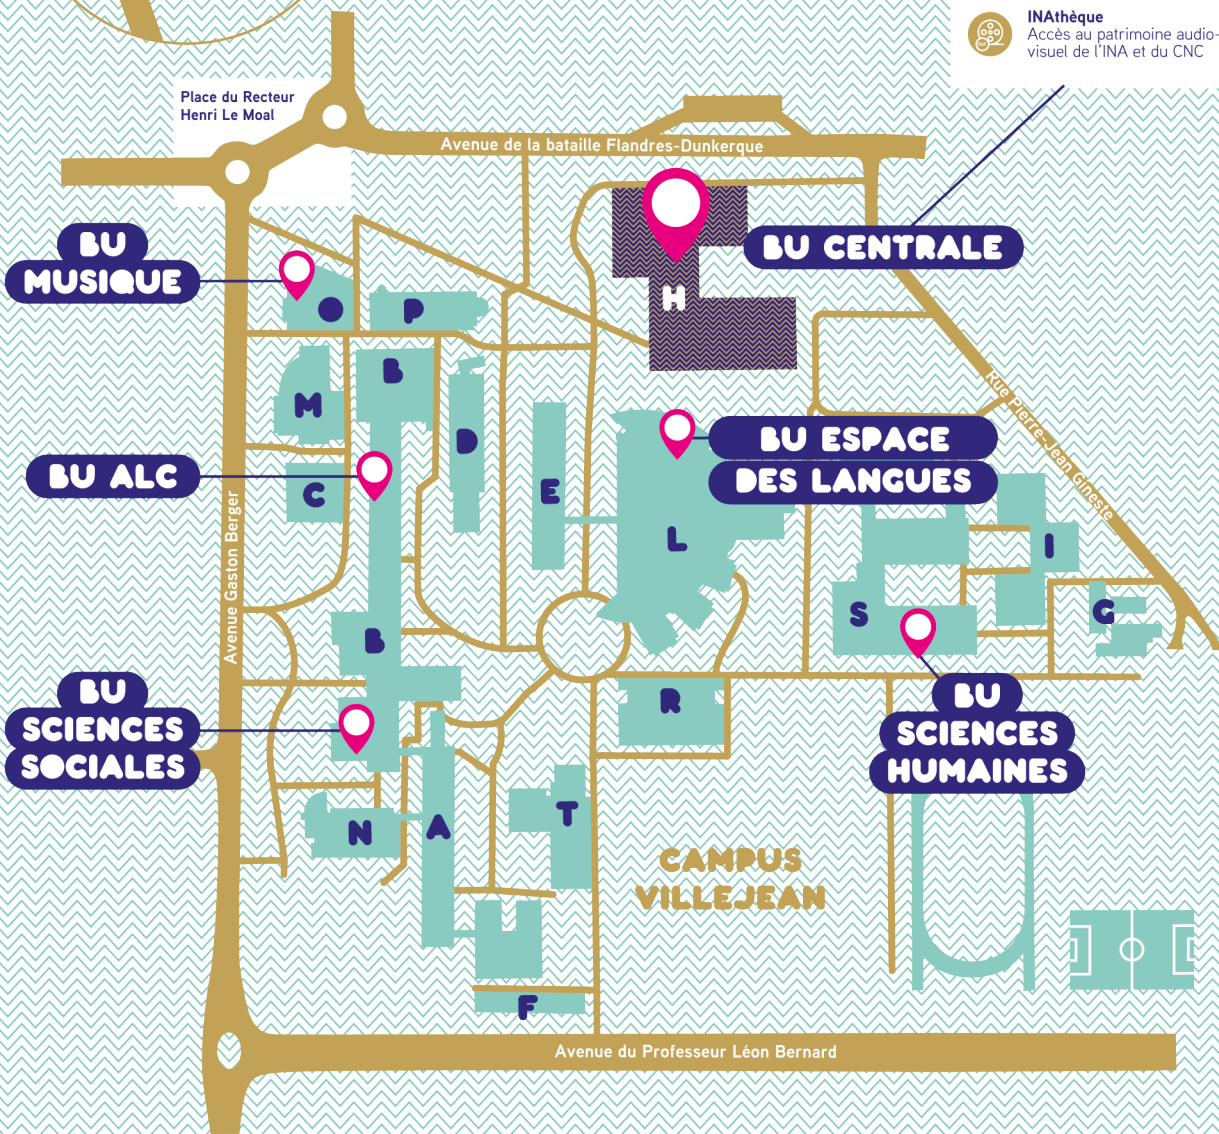 INAthèque
Accès au patrimoine audio-
visuel de l'INA et du CNC
Place du Recteur
Henri Le Moal
Avenue de la bataille Flandres-Dunkerque
BU
MUSIQUE
BU CENTRALE
O
P
H
B
M
D
Rue Pierre-Jean Gineste
BU ESPACE
DES LANGUES
BU ALC
C
E
L
I
Avenue Gaston Berger
S
G
B
BU
SCIENCES
SOCIALES
R
BU
SCIENCES
HUMAINES
N
A
T
CAMPUS
VILLEJEAN
F
Avenue du Professeur Léon Bernard